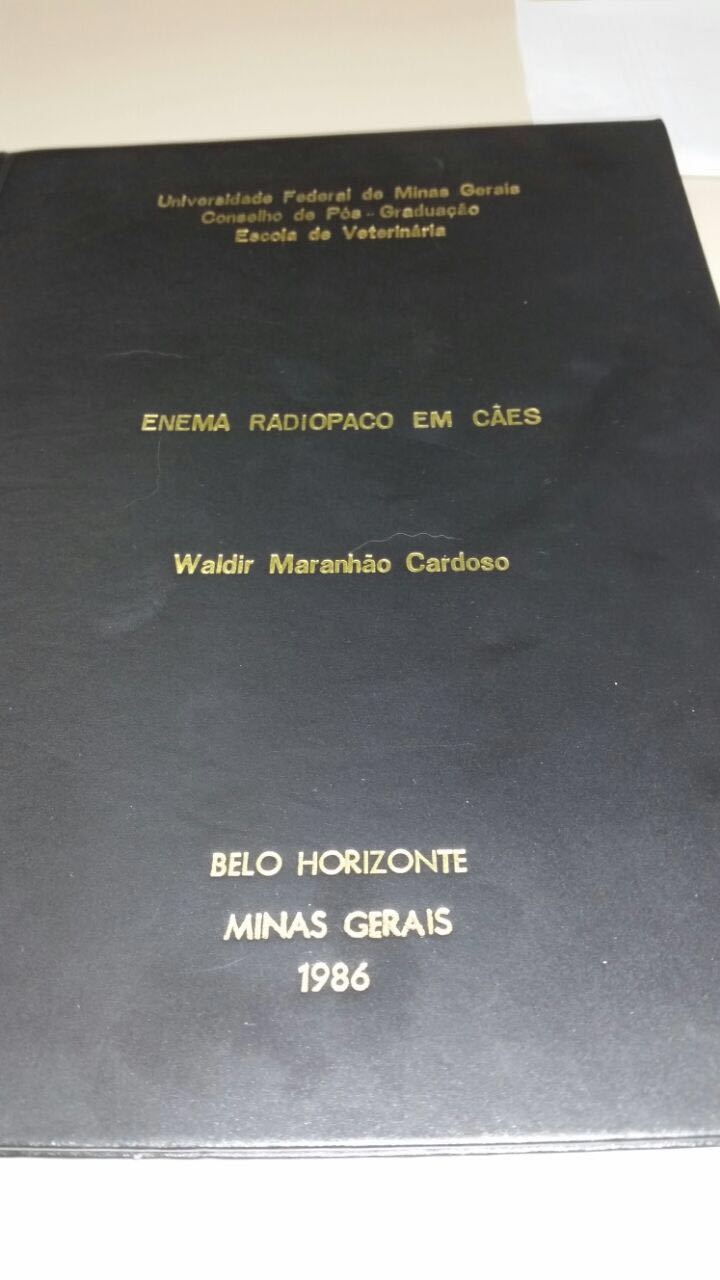 Universidade Federal de Minas Gerais
Conselho de Pós - Graduação
Escola de Veterinária
ENEMA RADIOPACO EM CÃES
Waldir Maranhão Cardoso
BELO HORIZONTE
MINAS GERAIS
1986